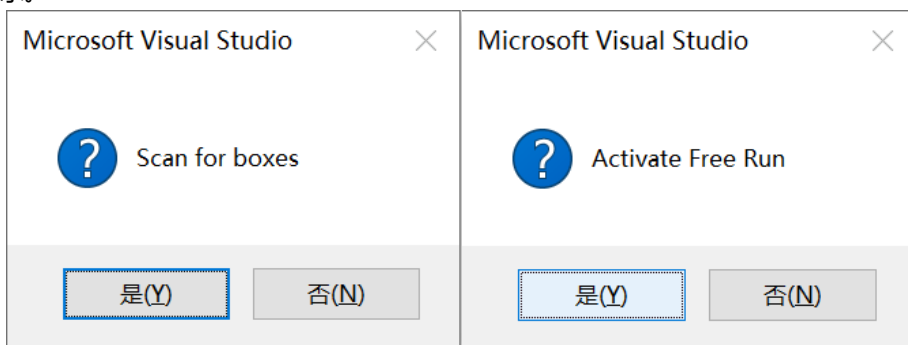 Microsoft Visual Studio
Scan for boxes
是(Y)
否(N)
Microsoft Visual Studio
Activate Free Run
是(Y)
否(N)